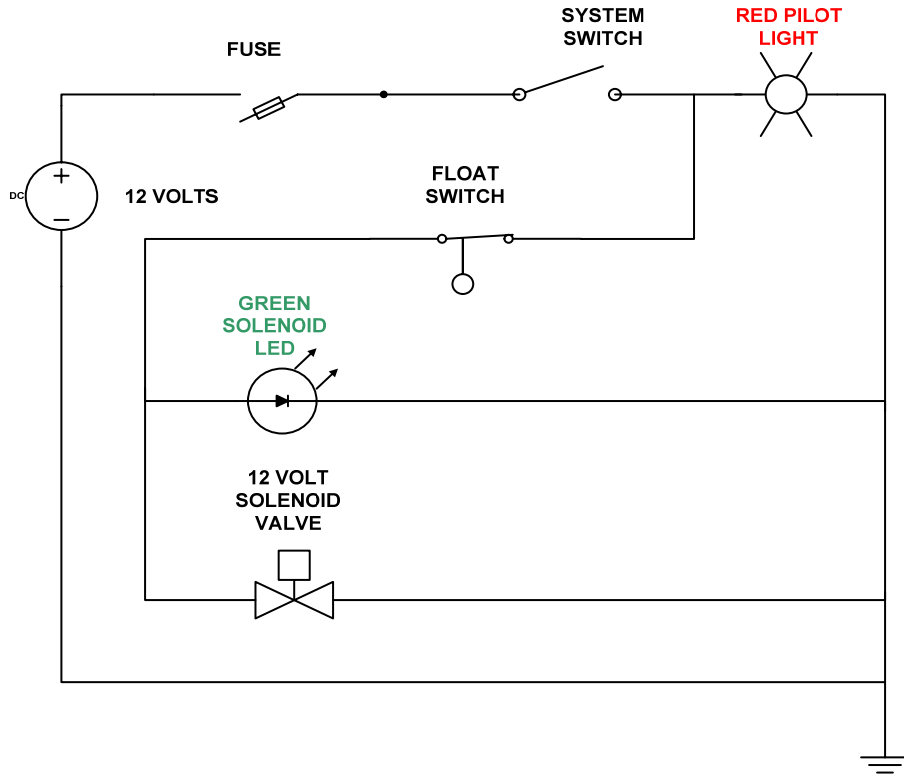 SYSTEM
SWITCH
RED PILOT
LIGHT
FUSE
DC
+
−
12 VOLTS
FLOAT
SWITCH
GREEN
SOLENOID
LED
12 VOLT
SOLENOID
VALVE